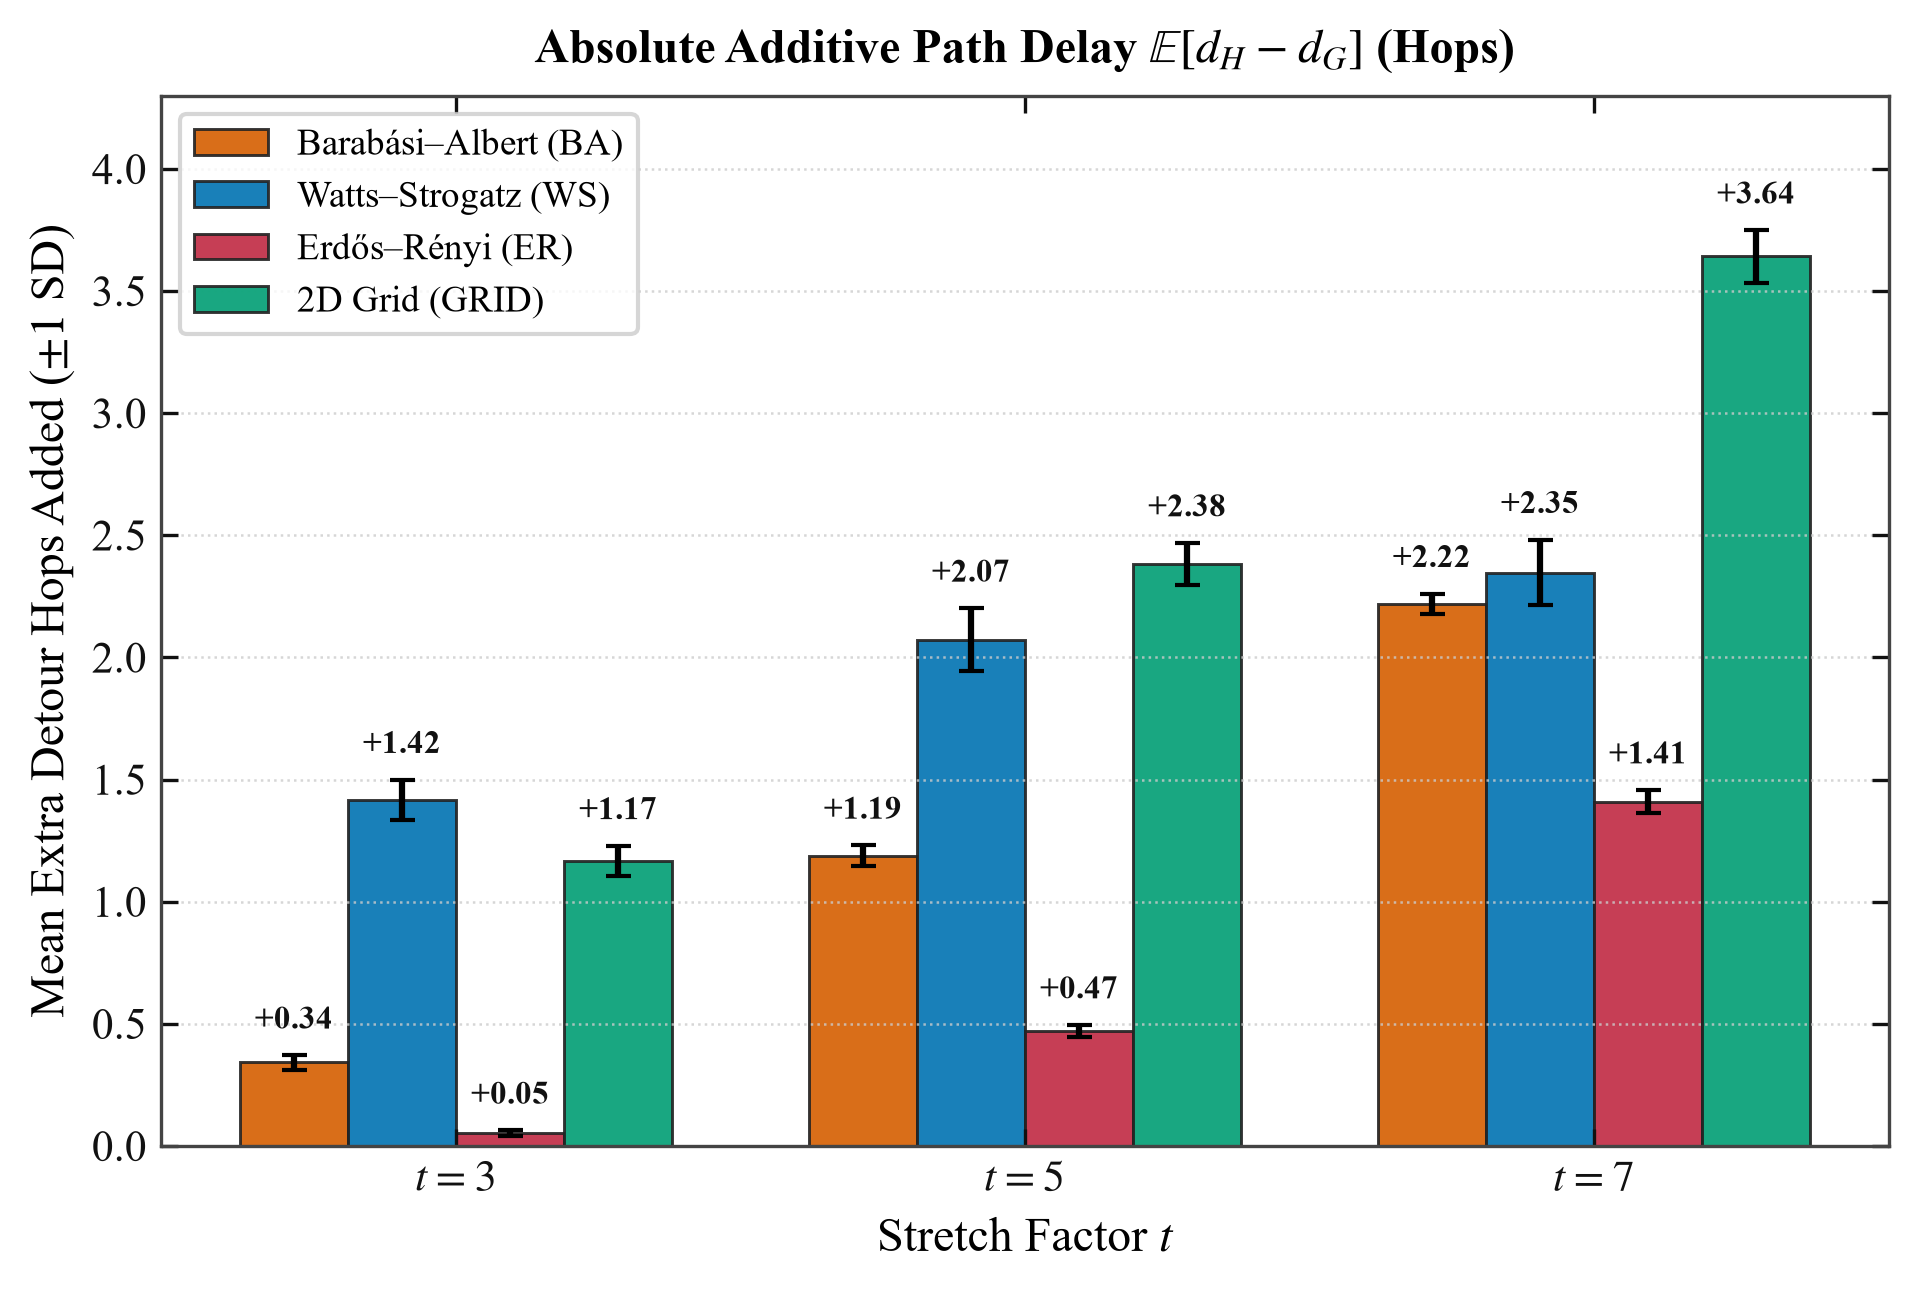 Absolute Additive Path Delay 𝔼[d_H − d_G] (Hops)
Barabási–Albert (BA)
Watts–Strogatz (WS)
Erdős–Rényi (ER)
2D Grid (GRID)
Mean Extra Detour Hops Added (±1 SD)
4.0
3.5
3.0
2.5
2.0
1.5
1.0
0.5
0.0
+0.34
+1.42
+0.05
+1.17
+1.19
+2.07
+0.47
+2.38
+2.22
+2.35
+1.41
+3.64
t = 3
t = 5
t = 7
Stretch Factor t